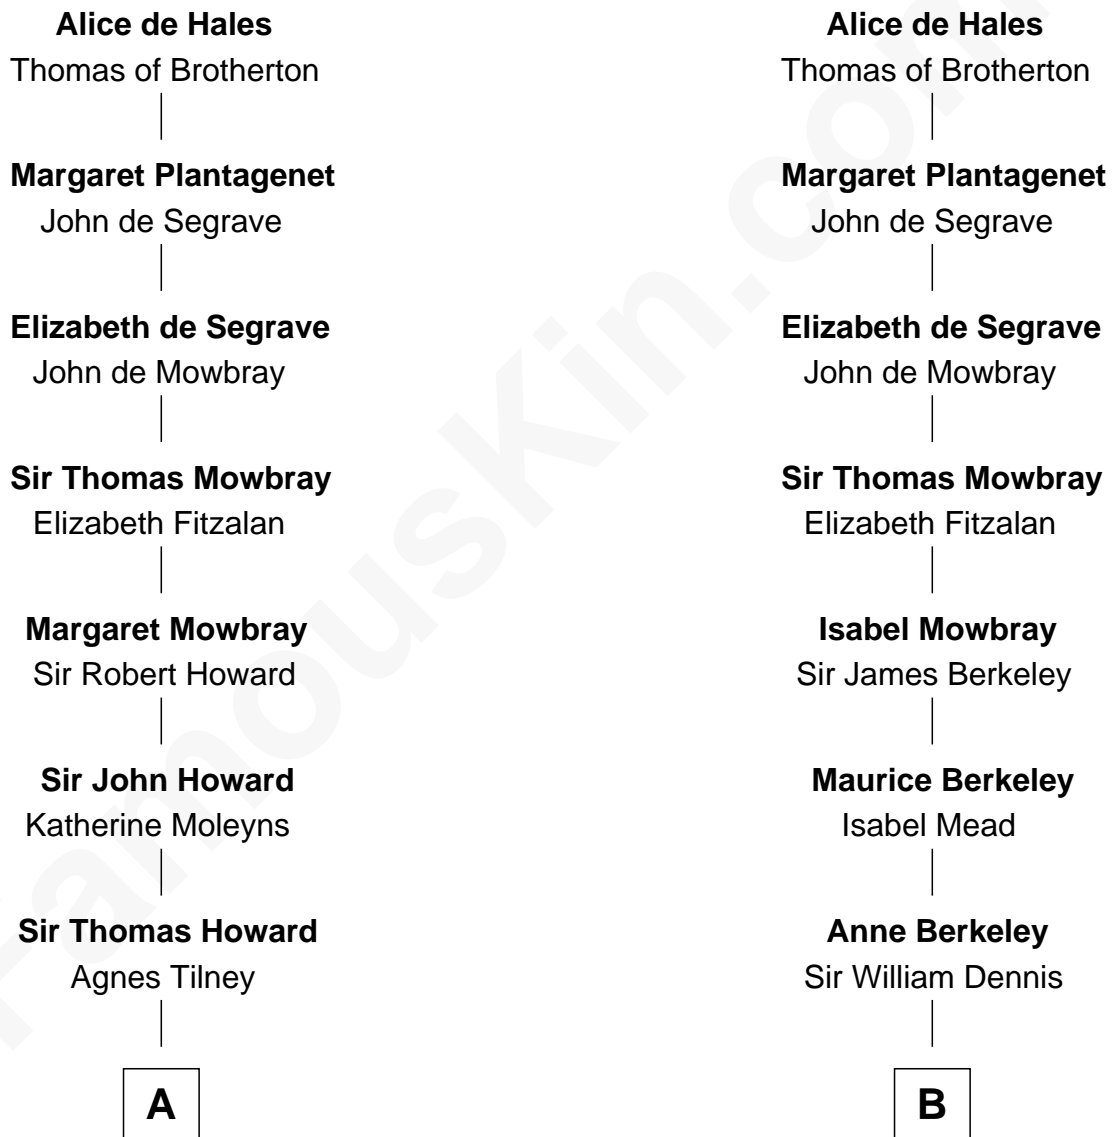 Alice de Hales
Thomas of Brotherton
Margaret Plantagenet
John de Segrave
Elizabeth de Segrave
John de Mowbray
Sir Thomas Mowbray
Elizabeth Fitzalan
Margaret Mowbray
Sir Robert Howard
Sir John Howard
Katherine Moleyns
Sir Thomas Howard
Agnes Tilney
A
Alice de Hales
Thomas of Brotherton
Margaret Plantagenet
John de Segrave
Elizabeth de Segrave
John de Mowbray
Sir Thomas Mowbray
Elizabeth Fitzalan
Isabel Mowbray
Sir James Berkeley
Maurice Berkeley
Isabel Mead
Anne Berkeley
Sir William Dennis
B
FamousKin.com